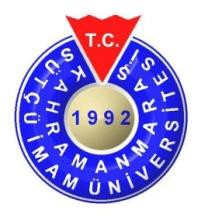 T.C.
KAHRAMANMARAŞ
SÜTÇÜ İMAM ÜNİVERSİTESİ
1992